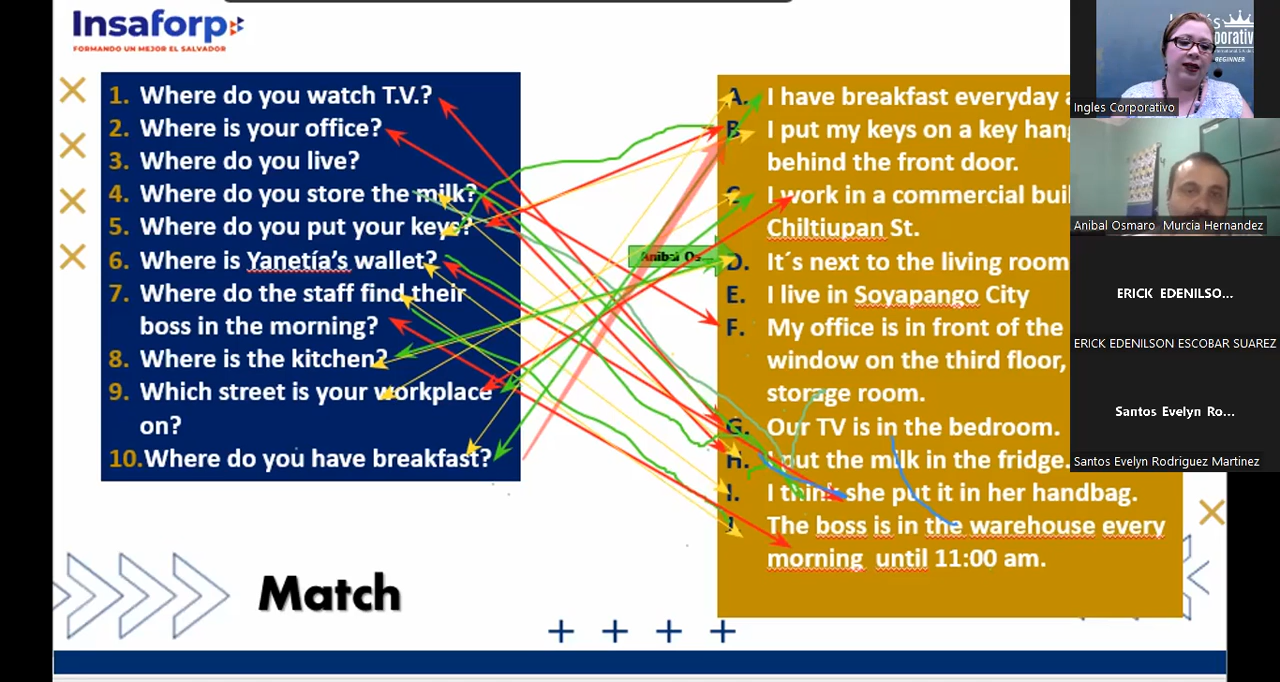 Insaforp
FORMANDO UN MEJOR EL SALVADOR
1. Where do you watch T.V.?
2. Where is your office?
3. Where do you live?
4. Where do you store the milk?
5. Where do you put your keys?
6. Where is Yanetía's wallet?
7. Where do the staff find their
boss in the morning?
8. Where is the kitchen?
9. Which street is your workplace
on?
10. Where do you have breakfast?
Match
A. I have breakfast everyday
B. I put my keys on a key hang
behind the front door.
C. I work in a commercial buil
Chiltiupan St.
D. It´s next to the living room
E. I live in Soyapango City
F. My office is in front of the
window on the third floor,
storage room.
G. Our TV is in the bedroom.
H. I put the milk in the fridge.
I. I think she put it in her handbag.
J. The boss is in the warehouse every
morning until 11:00 am.
Anibal Os...
BEGINNER
Ingles Corporativo
Anibal Osmaro Murcia Hernandez
ERICK EDENILSO...
ERICK EDENILSON ESCOBAR SUAREZ
Santos Evelyn Ro...
Santos Evelyn Rodriguez Martinez